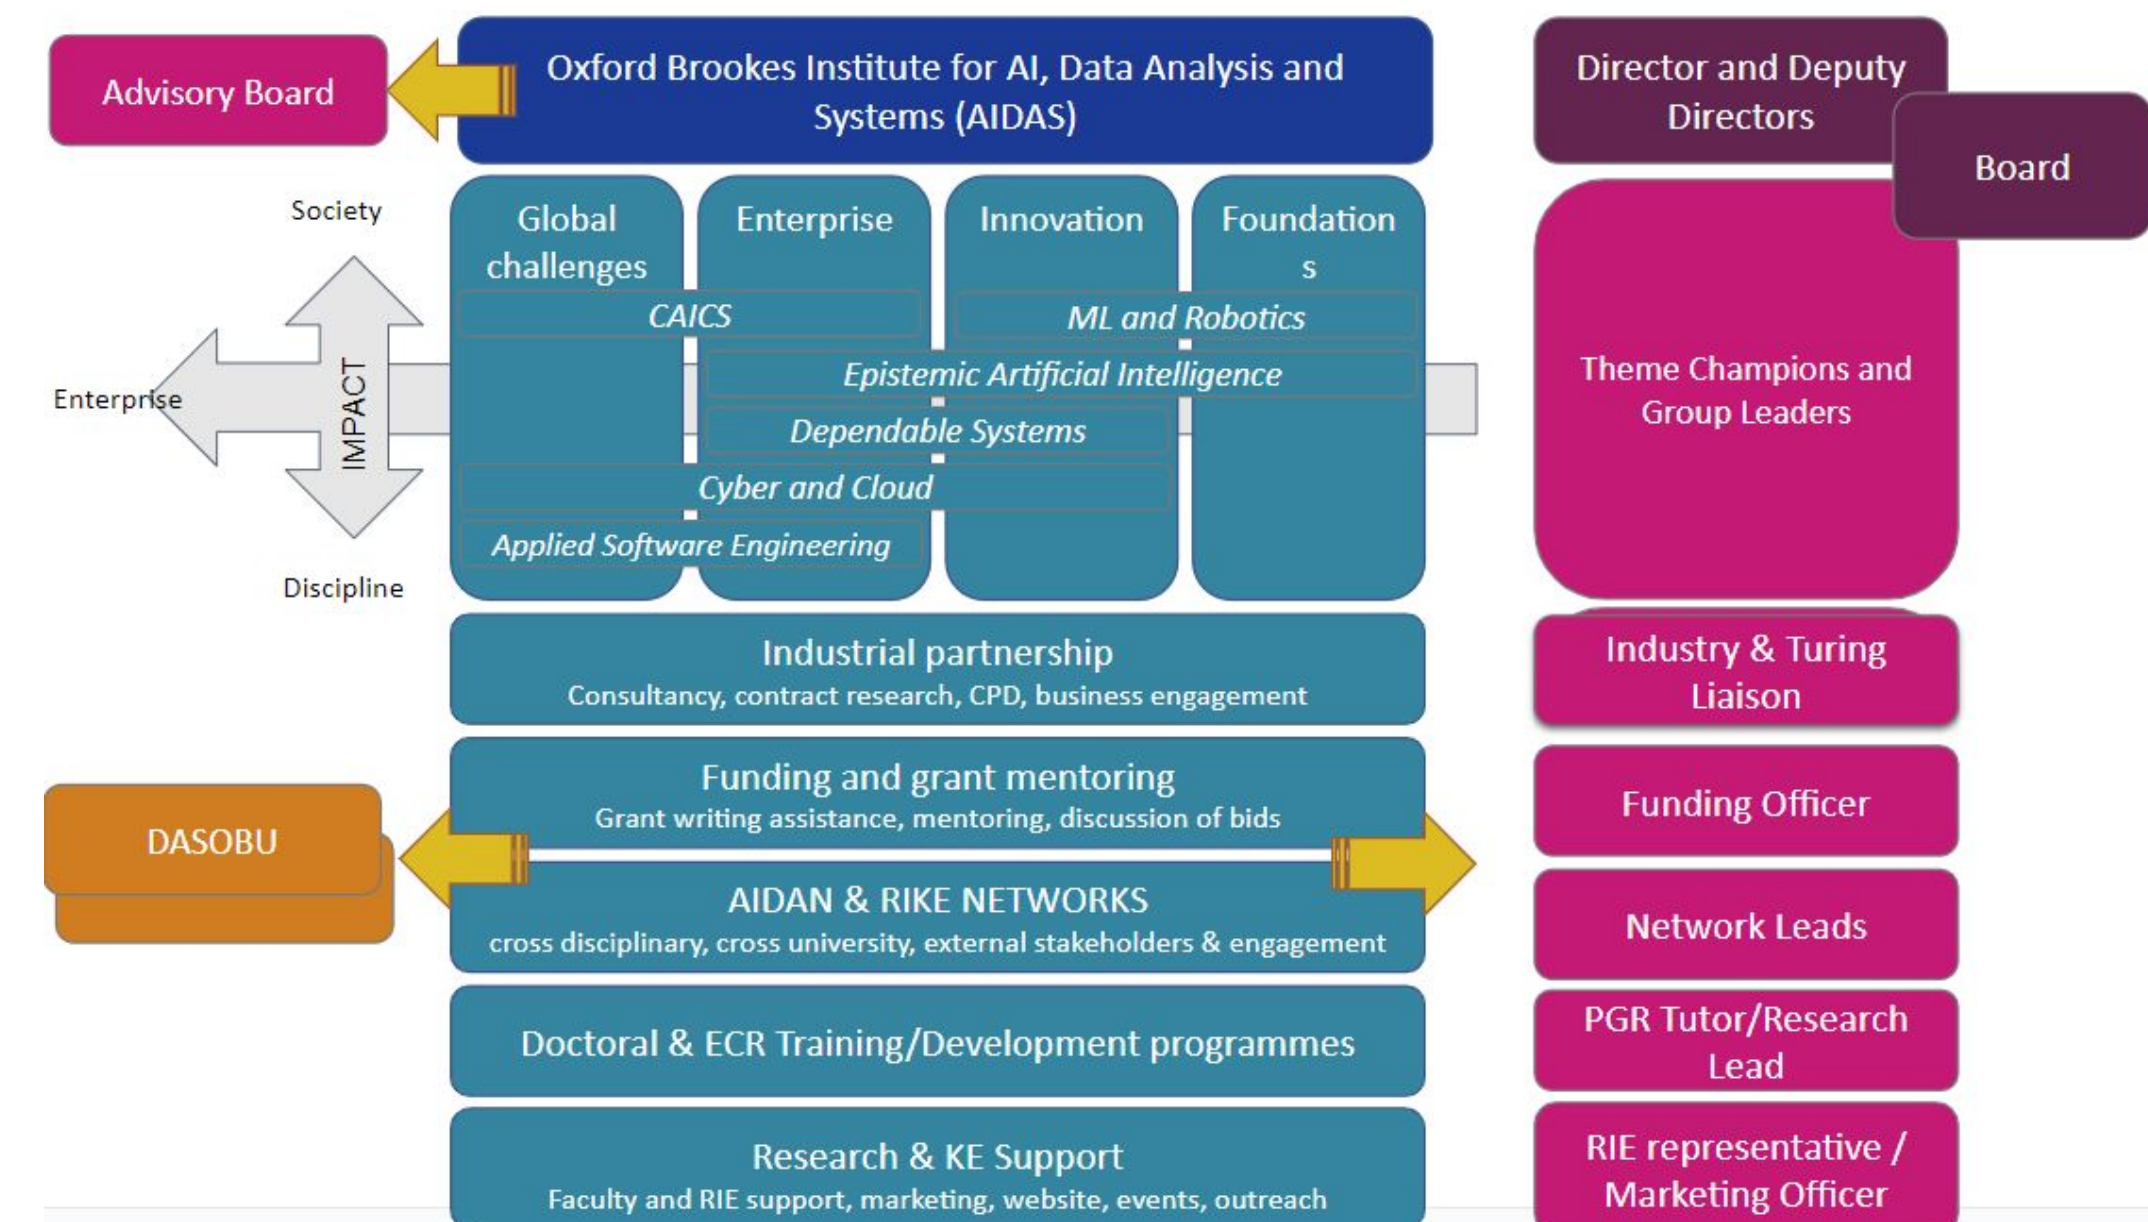 Advisory Board
Oxford Brookes Institute for AI, Data Analysis and
Systems (AIDAS)
Director and Deputy
Directors
Board
Society
Enterprise
IMPACT
Discipline
Global
challenges
Enterprise
Innovation
Foundation
s
CAICS
ML and Robotics
Epistemic Artificial Intelligence
Dependable Systems
Cyber and Cloud
Applied Software Engineering
Theme Champions and
Group Leaders
Industrial partnership
Consultancy, contract research, CPD, business engagement
Industry & Turing
Liaison
Funding and grant mentoring
Grant writing assistance, mentoring, discussion of bids
Funding Officer
DASOBU
AIDAN & RIKE NETWORKS
cross disciplinary, cross university, external stakeholders & engagement
Network Leads
Doctoral & ECR Training/Development programmes
PGR Tutor/Research
Lead
Research & KE Support
Faculty and RIE support, marketing, website, events, outreach
RIE representative /
Marketing Officer